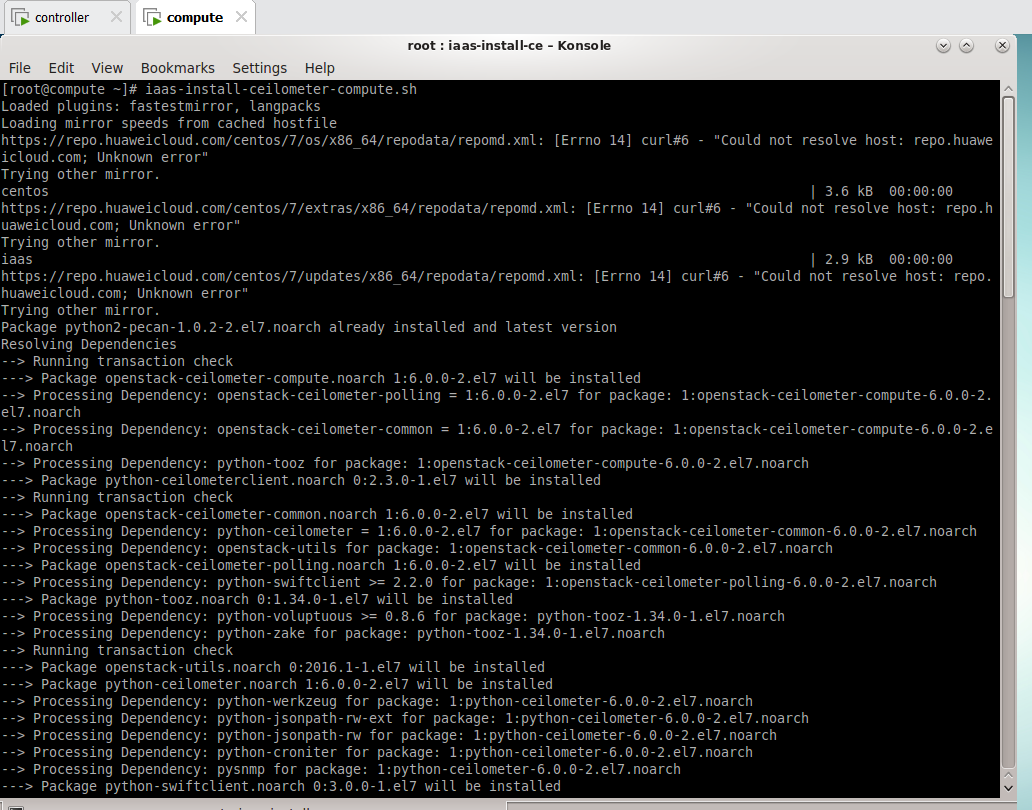 controller
compute
root : iaas-install-ce – Konsole
File Edit View Bookmarks Settings Help
[root@compute ~]# iaas-install-ceilometer-compute.sh
Loaded plugins: fastestmirror, langpacks
Loading mirror speeds from cached hostfile
https://repo.huaweicloud.com/centos/7/os/x86_64/repodata/repomd.xml: [Errno 14] curl#6 - "Could not resolve host: repo.huawe
icloud.com; Unknown error"
Trying other mirror.
centos | 3.6 kB 00:00:00
https://repo.huaweicloud.com/centos/7/extras/x86_64/repodata/repomd.xml: [Errno 14] curl#6 - "Could not resolve host: repo.h
uaweicloud.com; Unknown error"
Trying other mirror.
iaas | 2.9 kB 00:00:00
https://repo.huaweicloud.com/centos/7/updates/x86_64/repodata/repomd.xml: [Errno 14] curl#6 - "Could not resolve host: repo.
huaweicloud.com; Unknown error"
Trying other mirror.
Package python2-pecan-1.0.2-2.el7.noarch already installed and latest version
Resolving Dependencies
--> Running transaction check
---> Package openstack-ceilometer-compute.noarch 1:6.0.0-2.el7 will be installed
--> Processing Dependency: openstack-ceilometer-polling = 1:6.0.0-2.el7 for package: 1:openstack-ceilometer-compute-6.0.0-2.
el7.noarch
--> Processing Dependency: openstack-ceilometer-common = 1:6.0.0-2.el7 for package: 1:openstack-ceilometer-compute-6.0.0-2.e
l7.noarch
--> Processing Dependency: python-tooz for package: 1:openstack-ceilometer-compute-6.0.0-2.el7.noarch
---> Package python-ceilometerclient.noarch 0:2.3.0-1.el7 will be installed
--> Running transaction check
---> Package openstack-ceilometer-common.noarch 1:6.0.0-2.el7 will be installed
--> Processing Dependency: python-ceilometer = 1:6.0.0-2.el7 for package: 1:openstack-ceilometer-common-6.0.0-2.el7.noarch
--> Processing Dependency: openstack-utils for package: 1:openstack-ceilometer-common-6.0.0-2.el7.noarch
---> Package openstack-ceilometer-polling.noarch 1:6.0.0-2.el7 will be installed
--> Processing Dependency: python-swiftclient >= 2.2.0 for package: 1:openstack-ceilometer-polling-6.0.0-2.el7.noarch
---> Package python-tooz.noarch 0:1.34.0-1.el7 will be installed
--> Processing Dependency: python-voluptuous >= 0.8.6 for package: python-tooz-1.34.0-1.el7.noarch
--> Processing Dependency: python-zake for package: python-tooz-1.34.0-1.el7.noarch
--> Running transaction check
---> Package openstack-utils.noarch 0:2016.1-1.el7 will be installed
---> Package python-ceilometer.noarch 1:6.0.0-2.el7 will be installed
--> Processing Dependency: python-werkzeug for package: 1:python-ceilometer-6.0.0-2.el7.noarch
--> Processing Dependency: python-jsonpath-rw-ext for package: 1:python-ceilometer-6.0.0-2.el7.noarch
--> Processing Dependency: python-jsonpath-rw for package: 1:python-ceilometer-6.0.0-2.el7.noarch
--> Processing Dependency: python-croniter for package: 1:python-ceilometer-6.0.0-2.el7.noarch
--> Processing Dependency: pysnmp for package: 1:python-ceilometer-6.0.0-2.el7.noarch
---> Package python-swiftclient.noarch 0:3.0.0-1.el7 will be installed